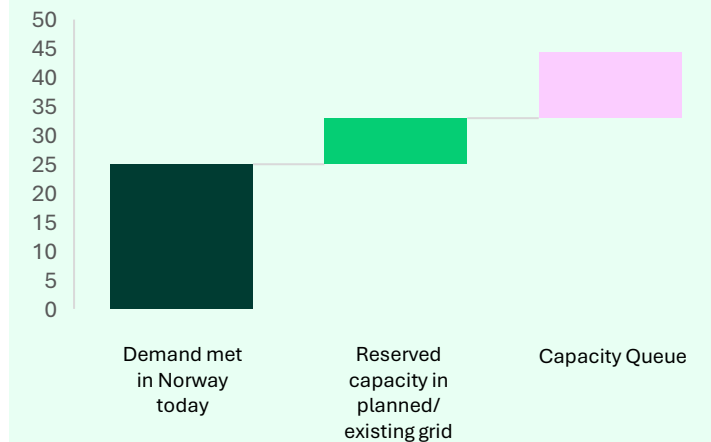 50
45
40
35
30
25
20
15
10
5
0
Demand met
in Norway
today
Reserved
capacity in
planned/
existing grid
Capacity Queue